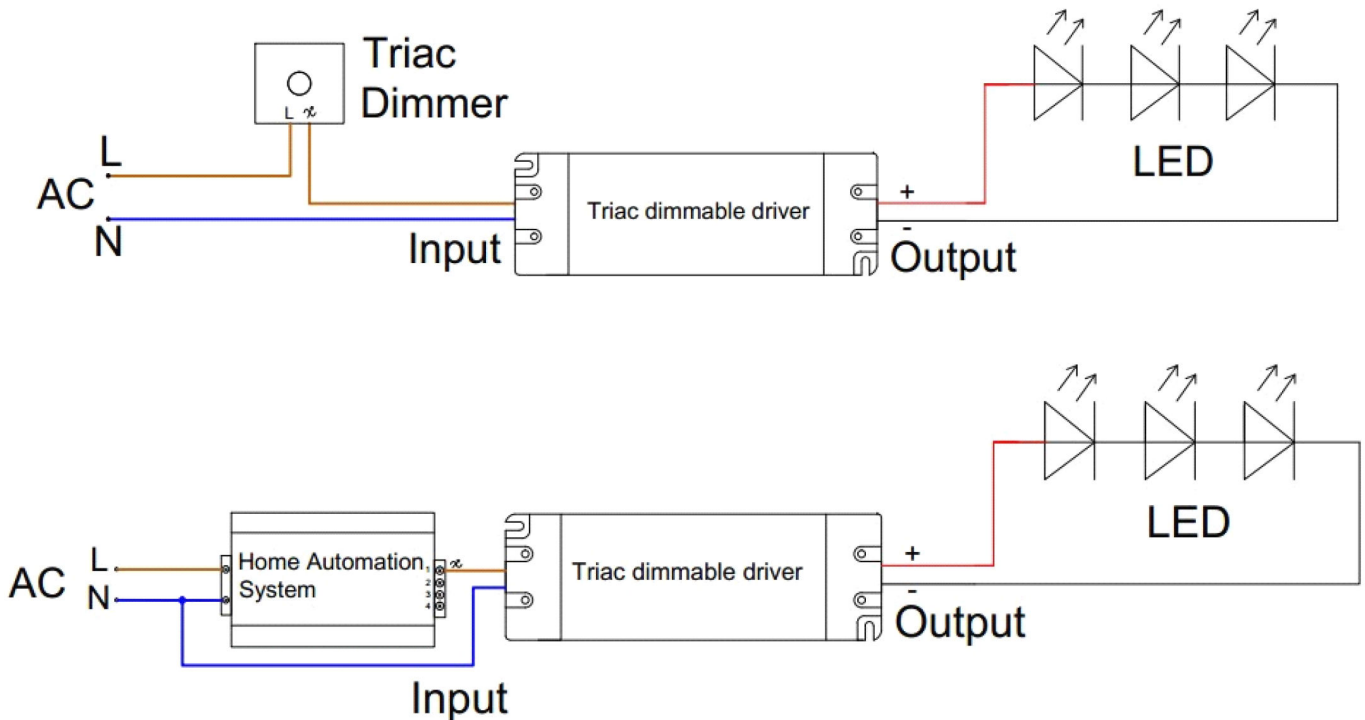 Triac
Dimmer
L
L
AC
N
Triac dimmable driver
Input
+
-
Output
LED
Home Automation
System
1
2
3
4
L
AC
N
Triac dimmable driver
Input
+
-
Output
LED